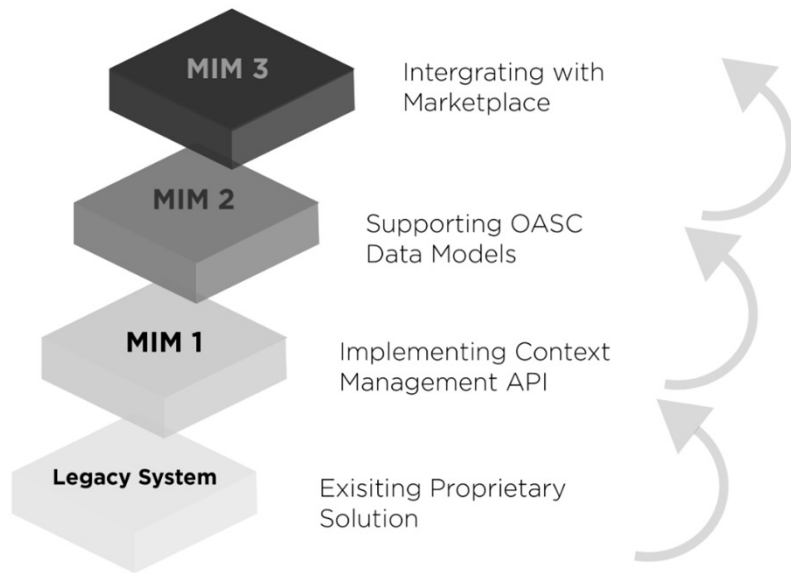 MIM 3
Intergrating with
Marketplace
MIM 2
Supporting OASC
Data Models
MIM 1
Implementing Context
Management API
Legacy System
Exisiting Proprietary
Solution